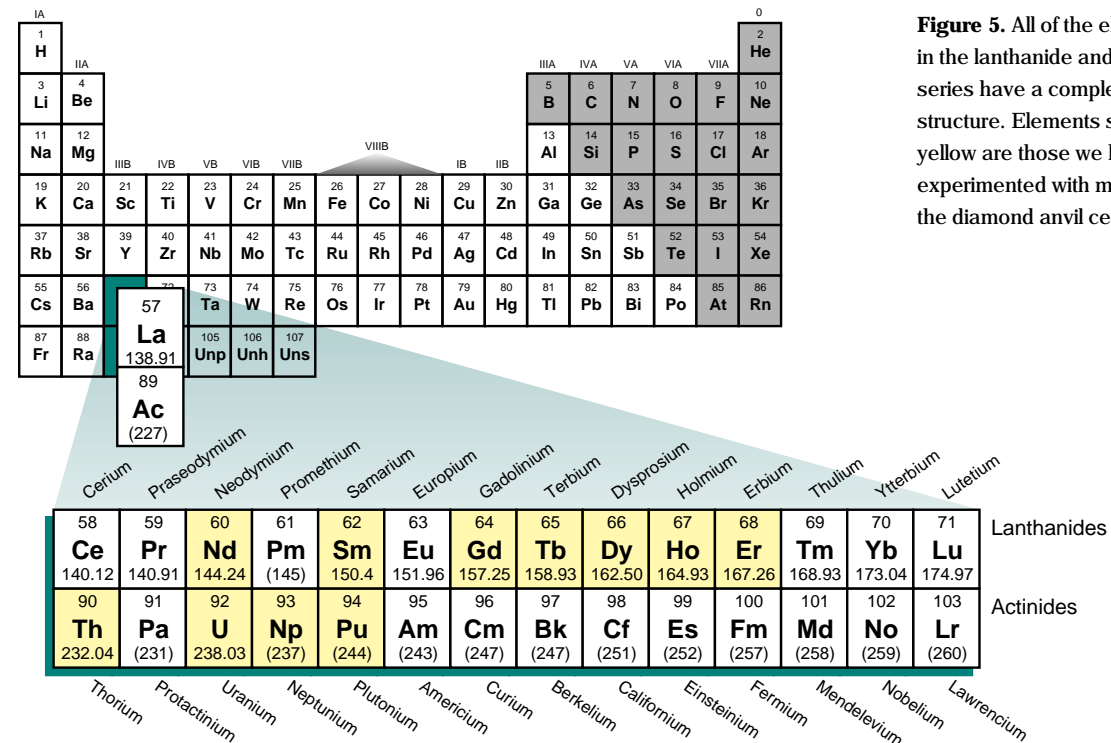 IA
0
1
2
H
He
IIA
IIIA IVA VA VIA VIIA
3 4 5 6 7 8 9 10
Li Be B C N O F Ne
11 12 13 14 15 16 17 18
Na Mg Al Si P S Cl Ar
IIIB IVB VB VIB VIIB VIIIB IB IIB
19 20 21 22 23 24 25 26 27 28 29 30 31 32 33 34 35 36
K Ca Sc Ti V Cr Mn Fe Co Ni Cu Zn Ga Ge As Se Br Kr
37 38 39 40 41 42 43 44 45 46 47 48 49 50 51 52 53 54
Rb Sr Y Zr Nb Mo Tc Ru Rh Pd Ag Cd In Sn Sb Te I Xe
55 56 72 73 74 75 76 77 78 79 80 81 82 83 84 85 86
Cs Ba Ta W Re Os Ir Pt Au Hg Tl Pb Bi Po At Rn
57
La
138.91
87 88 105 106 107
Fr Ra Unp Unh Uns
89
Ac
(227)
Figure 5. All of the
in the lanthanide and
series have a
structure. Elements
yellow are those we
experimented with
the diamond anvil
Cerium Praseodymium Neodymium Promethium Samarium Europium Gadolinium Terbium Dysprosium Holmium Erbium Thulium Ytterbium Lutetium
58 59 60 61 62 63 64 65 66 67 68 69 70 71
Ce Pr Nd Pm Sm Eu Gd Tb Dy Ho Er Tm Yb Lu
140.12 140.91 144.24 (145) 150.4 151.96 157.25 158.93 162.50 164.93 167.26 168.93 173.04 174.97
Lanthanides
90 91 92 93 94 95 96 97 98 99 100 101 102 103
Th Pa U Np Pu Am Cm Bk Cf Es Fm Md No Lr
232.04 (231) 238.03 (237) (244) (243) (247) (247) (251) (252) (257) (258) (259) (260)
Actinides
Thorium Protactinium Uranium Neptunium Plutonium Americium Curium Berkelium Californium Einsteinium Fermium Mendelevium Nobelium Lawrencium